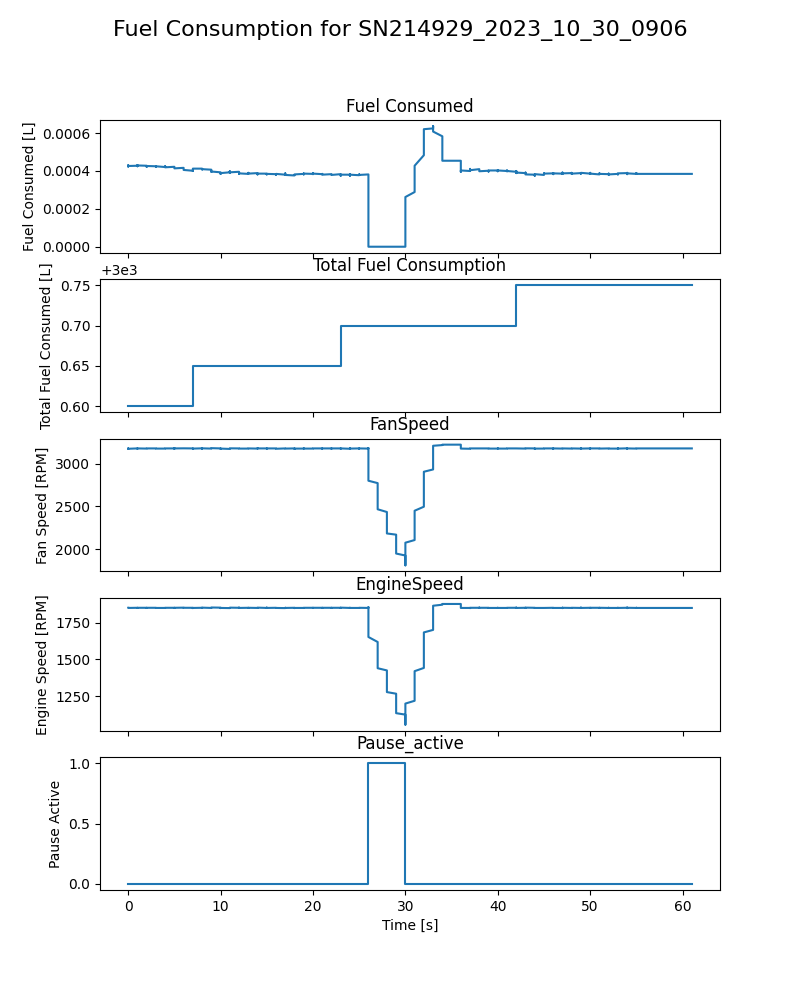 Fuel Consumption for SN214929_2023_10_30_0906
Fuel Consumed
Fuel Consumed [L]
0.0006
0.0004
0.0002
0.0000
+3e3
Total Fuel Consumption
Total Fuel Consumed [L]
0.75
0.70
0.65
0.60
FanSpeed
Fan Speed [RPM]
3000
2500
2000
EngineSpeed
Engine Speed [RPM]
1750
1500
1250
Pause_active
Pause Active
1.0
0.5
0.0
0 10 20 30 40 50 60
Time [s]